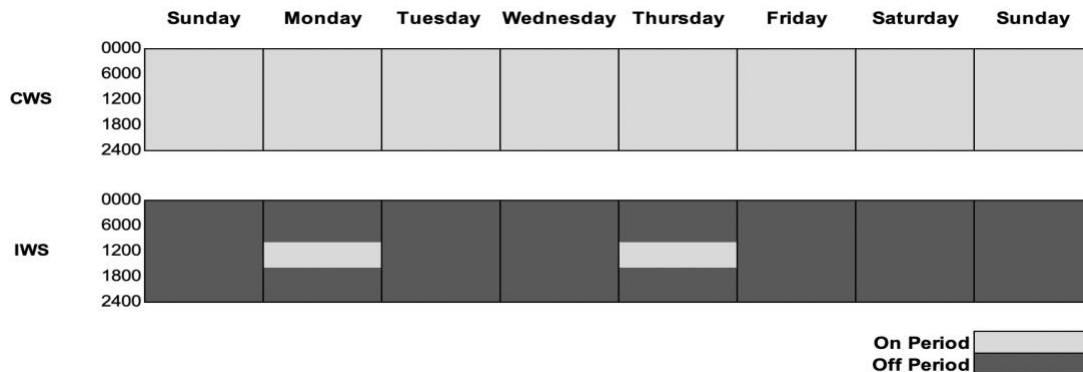 Sunday Monday Tuesday Wednesday Thursday Friday Saturday Sunday
0000
6000
CWS 1200
1800
2400
0000
6000
IWS 1200
1800
2400
On Period
Off Period